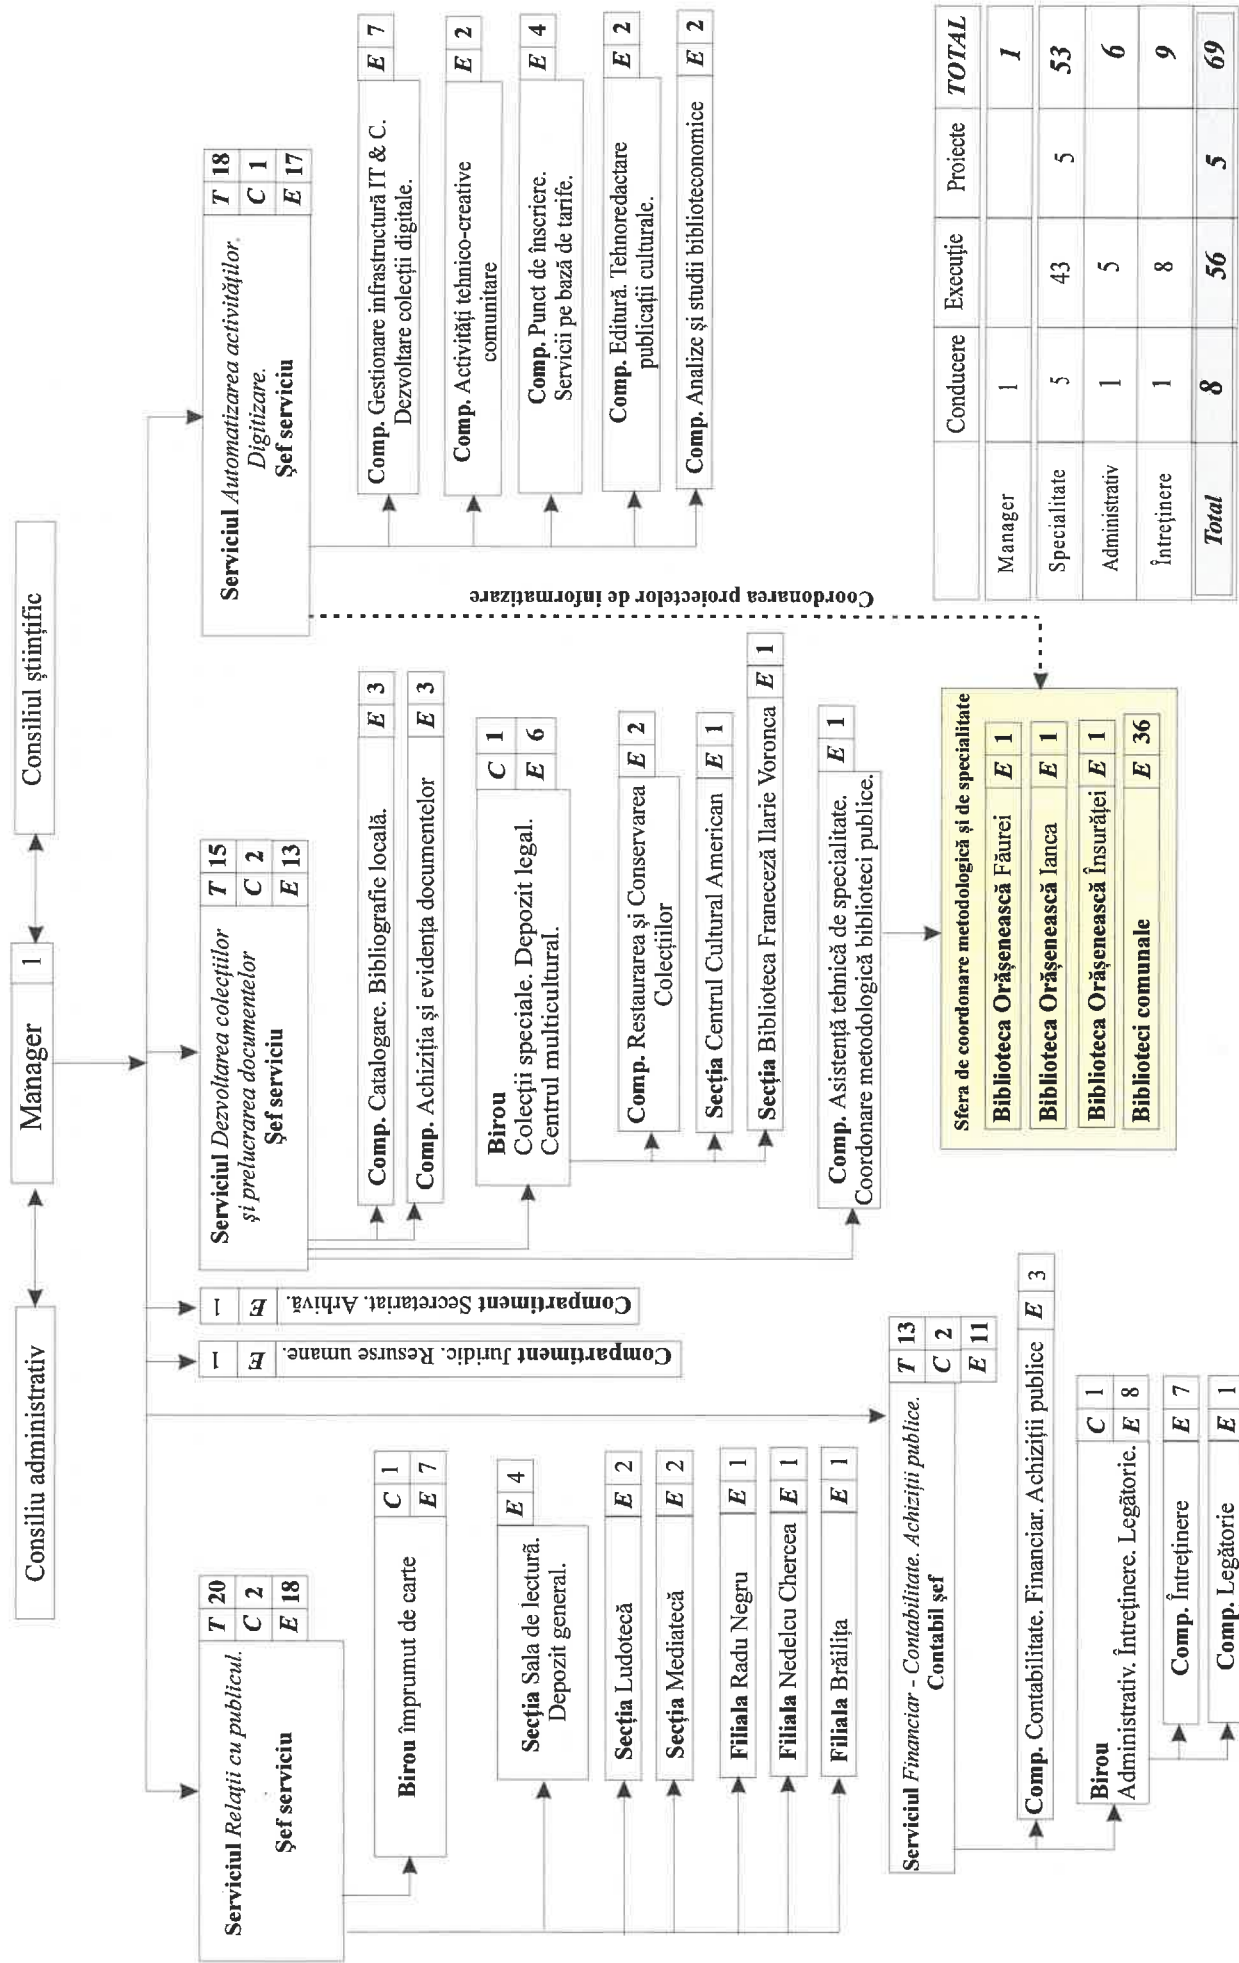 Consiliu administrativ
Manager 1
Consiliul științific
Serviciul Relații cu publicul.
Șef serviciu
T 20
C 2
E 18
Birou împrumut de carte
C 1
E 7
Secția Sala de lectură.
Depozit general.
E 4
Secția Ludotecă E 2
Secția Mediatecă E 2
Filiala Radu Negru E 1
Filiala Nedelcu Chercea E 1
Filiala Brăilița E 1
Compartiment Juridic. Resurse umane. E 1
Compartiment Secretariat. Arhivă. E 1
Serviciul Financiar - Contabilitate. Achiziții publice.
Contabil șef
T 13
C 2
E 11
Comp. Contabilitate. Financiar. Achiziții publice E 3
Birou
Administrativ. Întreținere. Legătorie.
C 1
E 8
Comp. Întreținere E 7
Comp. Legătorie E 1
Serviciul Dezvoltarea colecțiilor
și prelucrarea documentelor
Șef serviciu
T 15
C 2
E 13
Comp. Catalogare. Bibliografie locală. E 3
Comp. Achiziția și evidența documentelor E 3
Birou
Colecții speciale. Depozit legal.
Centrul multicultural.
C 1
E 6
Comp. Restaurarea și Conservarea
Colecțiilor
E 2
Secția Centrul Cultural American E 1
Secția Biblioteca Franeceză Ilarie Voronca E 1
Comp. Asistență tehnică de specialitate.
Coordonare metodologică biblioteci publice.
E 1
Sfera de coordonare metodologică și de specialitate
Biblioteca Orășenească Făurei E 1
Biblioteca Orășenească Ianca E 1
Biblioteca Orășenească Însurăței E 1
Biblioteci comunale E 36
Coordonarea proiectelor de informatizare
Serviciul Automatizarea activităților.
Digitizare.
Șef serviciu
T 18
C 1
E 17
Comp. Gestionare infrastructură IT & C.
Dezvoltare colecții digitale.
E 7
Comp. Activități tehnico-creative
comunitare
E 2
Comp. Punct de înscriere.
Servicii pe bază de tarife.
E 4
Comp. Editură. Tehnoredactare
publicații culturale.
E 2
Comp. Analize și studii biblioteconomice E 2
Conducere Execuție Proiecte TOTAL
Manager 1 1
Specialitate 5 43 5 53
Administrativ 1 5 6
Întreținere 1 8 9
Total 8 56 5 69